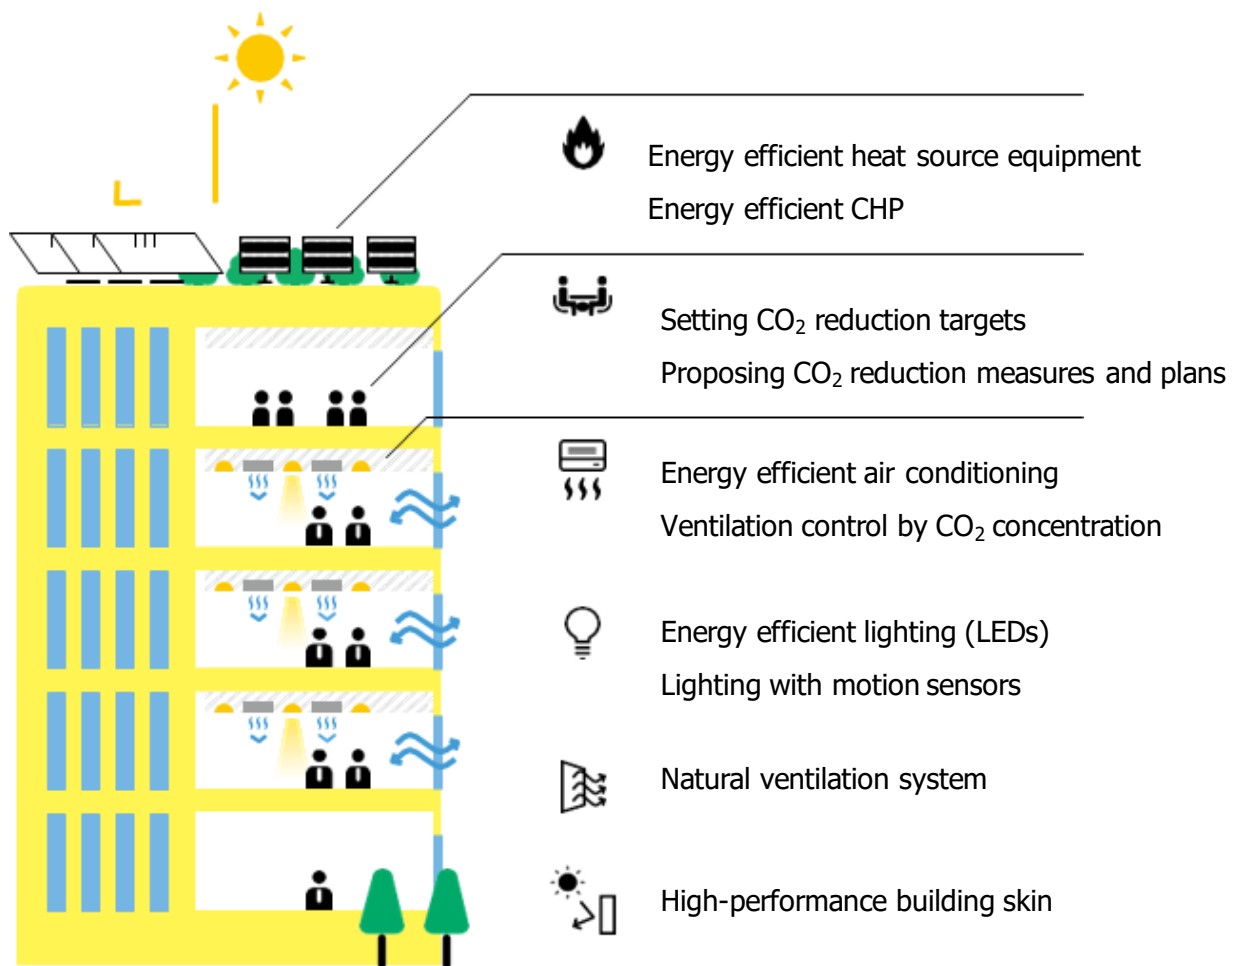 Energy efficient heat source equipment
Energy efficient CHP
Setting CO₂ reduction targets
Proposing CO₂ reduction measures and plans
Energy efficient air conditioning
Ventilation control by CO₂ concentration
Energy efficient lighting (LEDs)
Lighting with motion sensors
Natural ventilation system
High-performance building skin